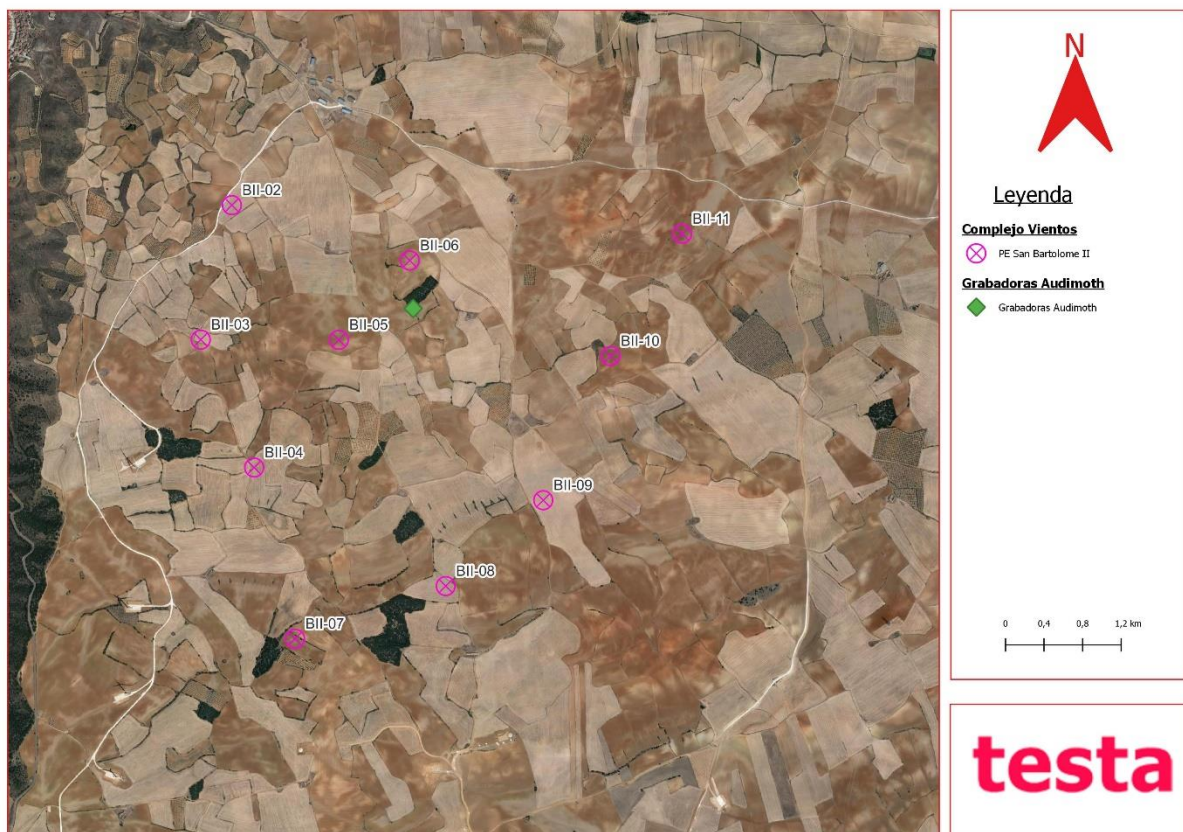 BII-02
BII-11
BII-06
BII-03
BII-05
BII-10
BII-04
BII-09
BII-08
BII-07
N
Leyenda
Complejo Vientos
PE San Bartolome II
Grabadoras Audimoth
Grabadoras Audimoth
0 0,4 0,8 1,2 km
testa